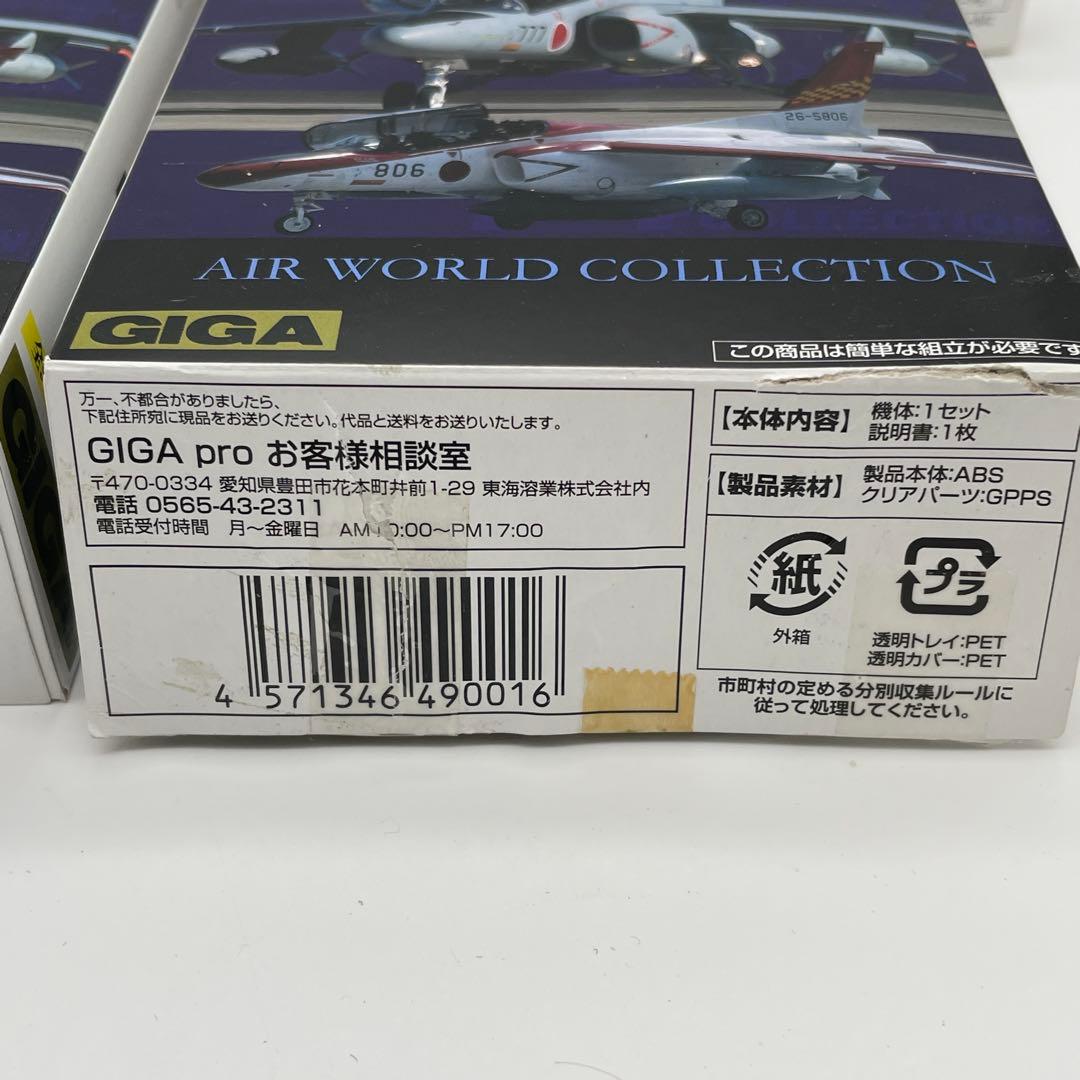 777
26-5806
806
AIR WORLD COLLECTION
GIGA
この商品は簡単な組立が必要です
万一、不都合がありましたら、
下記住所宛に現品をお送りください。代品と送料をお送りいたします。
GIGA pro お客様相談室
〒470-0334 愛知県豊田市花本町井前1-29 東海溶業株式会社内
電話 0565-43-2311
電話受付時間 月～金曜日 AM10:00～PM17:00
4 571346 490016
【本体内容】 機体:1セット
説明書:1枚
【製品素材】 製品本体:ABS
クリアパーツ:GPPS
紙
外箱
プラ
透明トレイ:PET
透明カバー:PET
市町村の定める分別収集ルールに
従って処理してください。